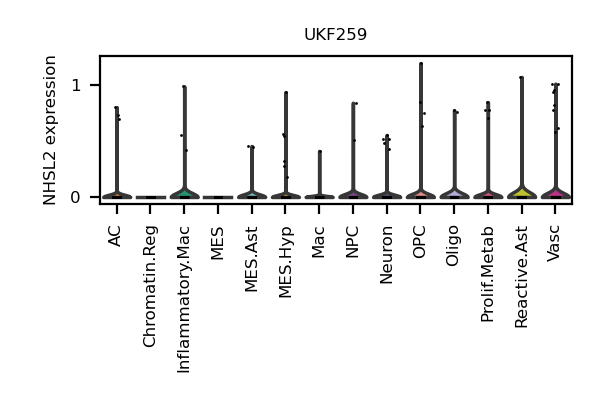 UKF259
NHSL2 expression
1
0
AC
Chromatin.Reg
Inflammatory.Mac
MES
MES.Ast
MES.Hyp
Mac
NPC
Neuron
OPC
Oligo
Prolif.Metab
Reactive.Ast
Vasc